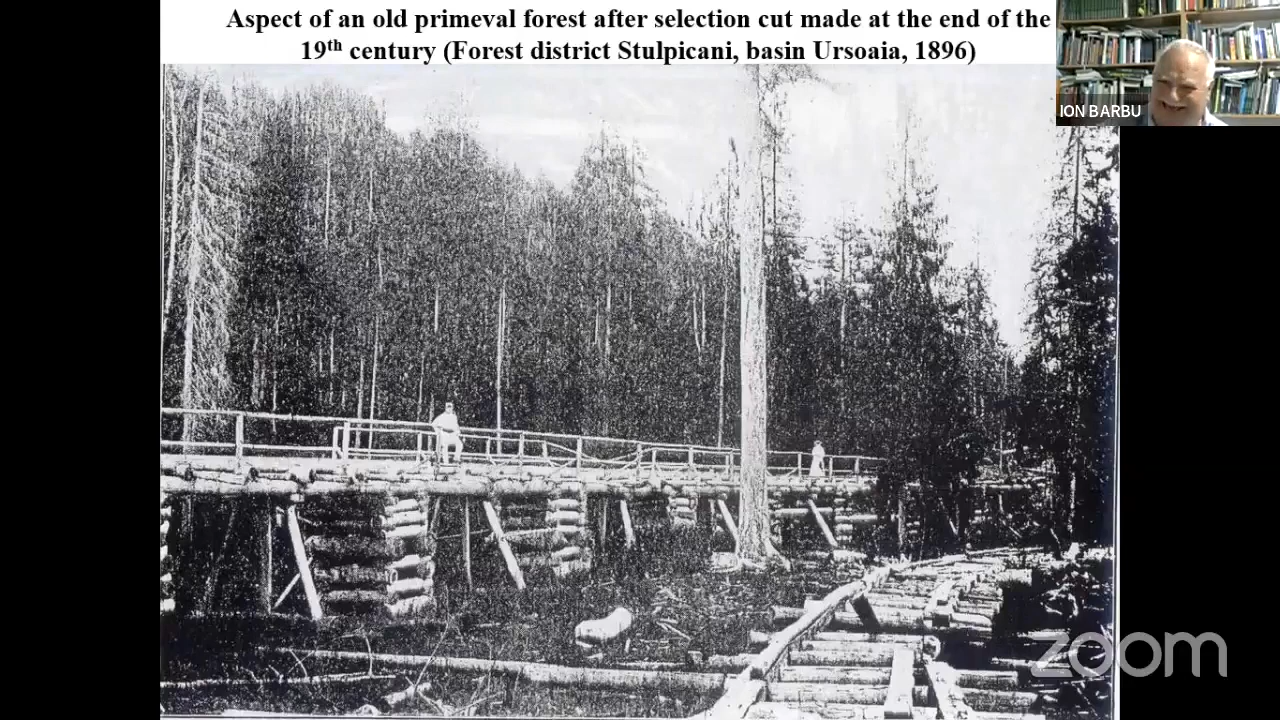 Aspect of an old primeval forest after selection cut made at the end of the
19th century (Forest district Stulpicani, basin Ursoaia, 1896)
ION BARBU
zoom